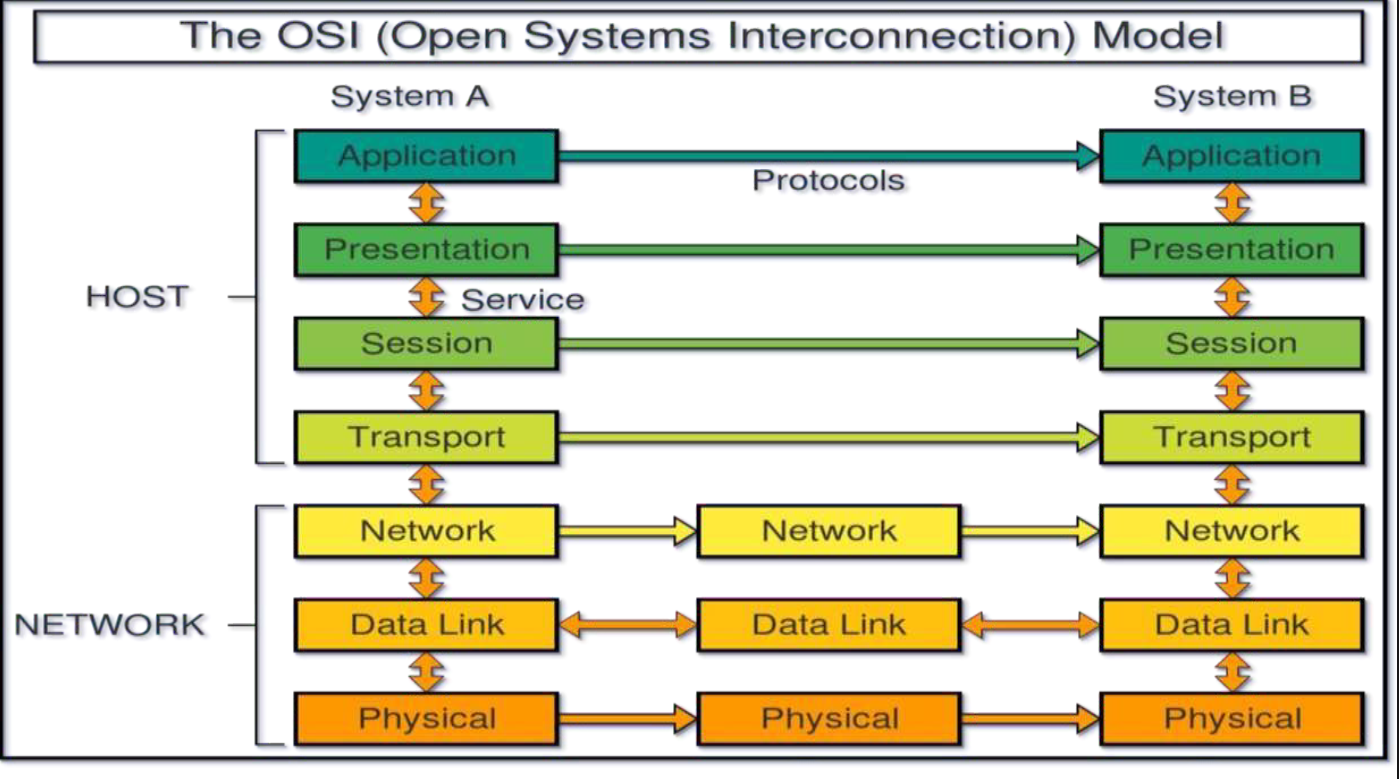 The OSI (Open Systems Interconnection) Model
System A
System B
Application
Application
Protocols
Presentation
Presentation
HOST
Service
Session
Session
Transport
Transport
Network
Network
Network
NETWORK
Data Link
Data Link
Data Link
Physical
Physical
Physical